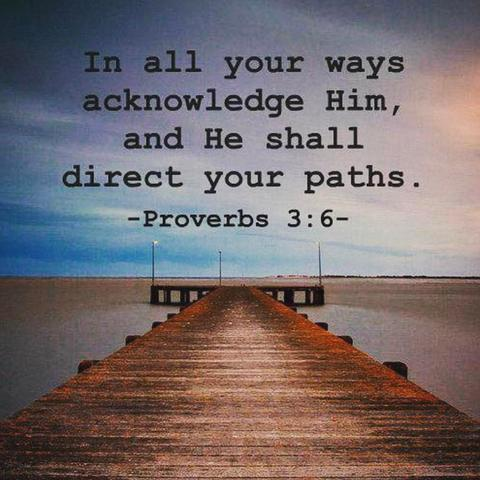 In all your ways
acknowledge Him,
and He shall
direct your paths.
-Proverbs 3:6-